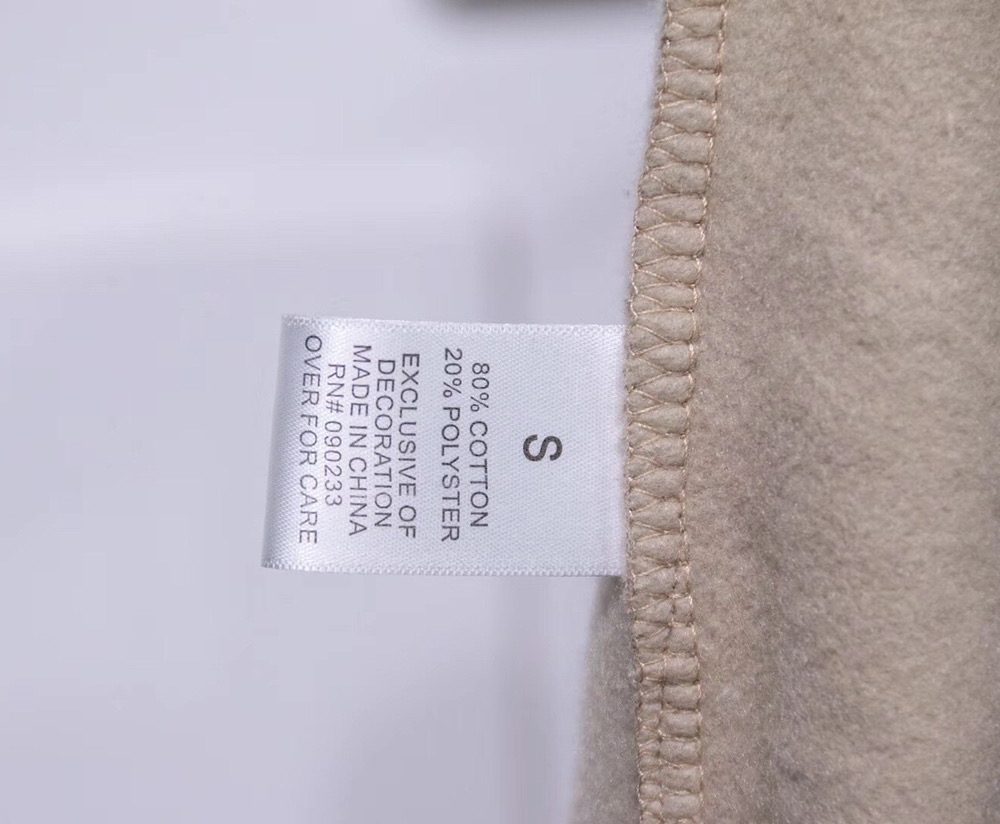 S
80% COTTON
20% POLYSTER
EXCLUSIVE OF
DECORATION
MADE IN CHINA
RN# 090233
OVER FOR CARE